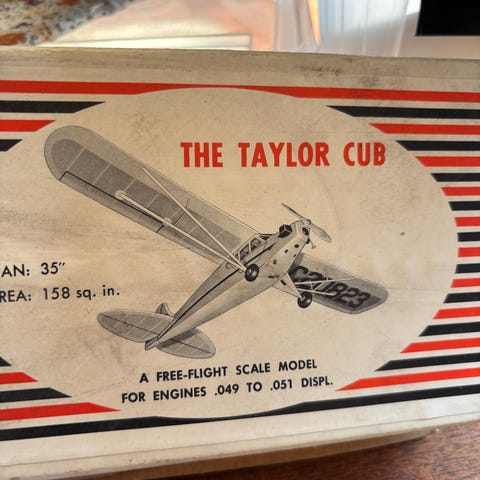 THE TAYLOR CUB
AN: 35"
REA: 158 sq. in.
A FREE-FLIGHT SCALE MODEL
FOR ENGINES .049 TO .051 DISPL.